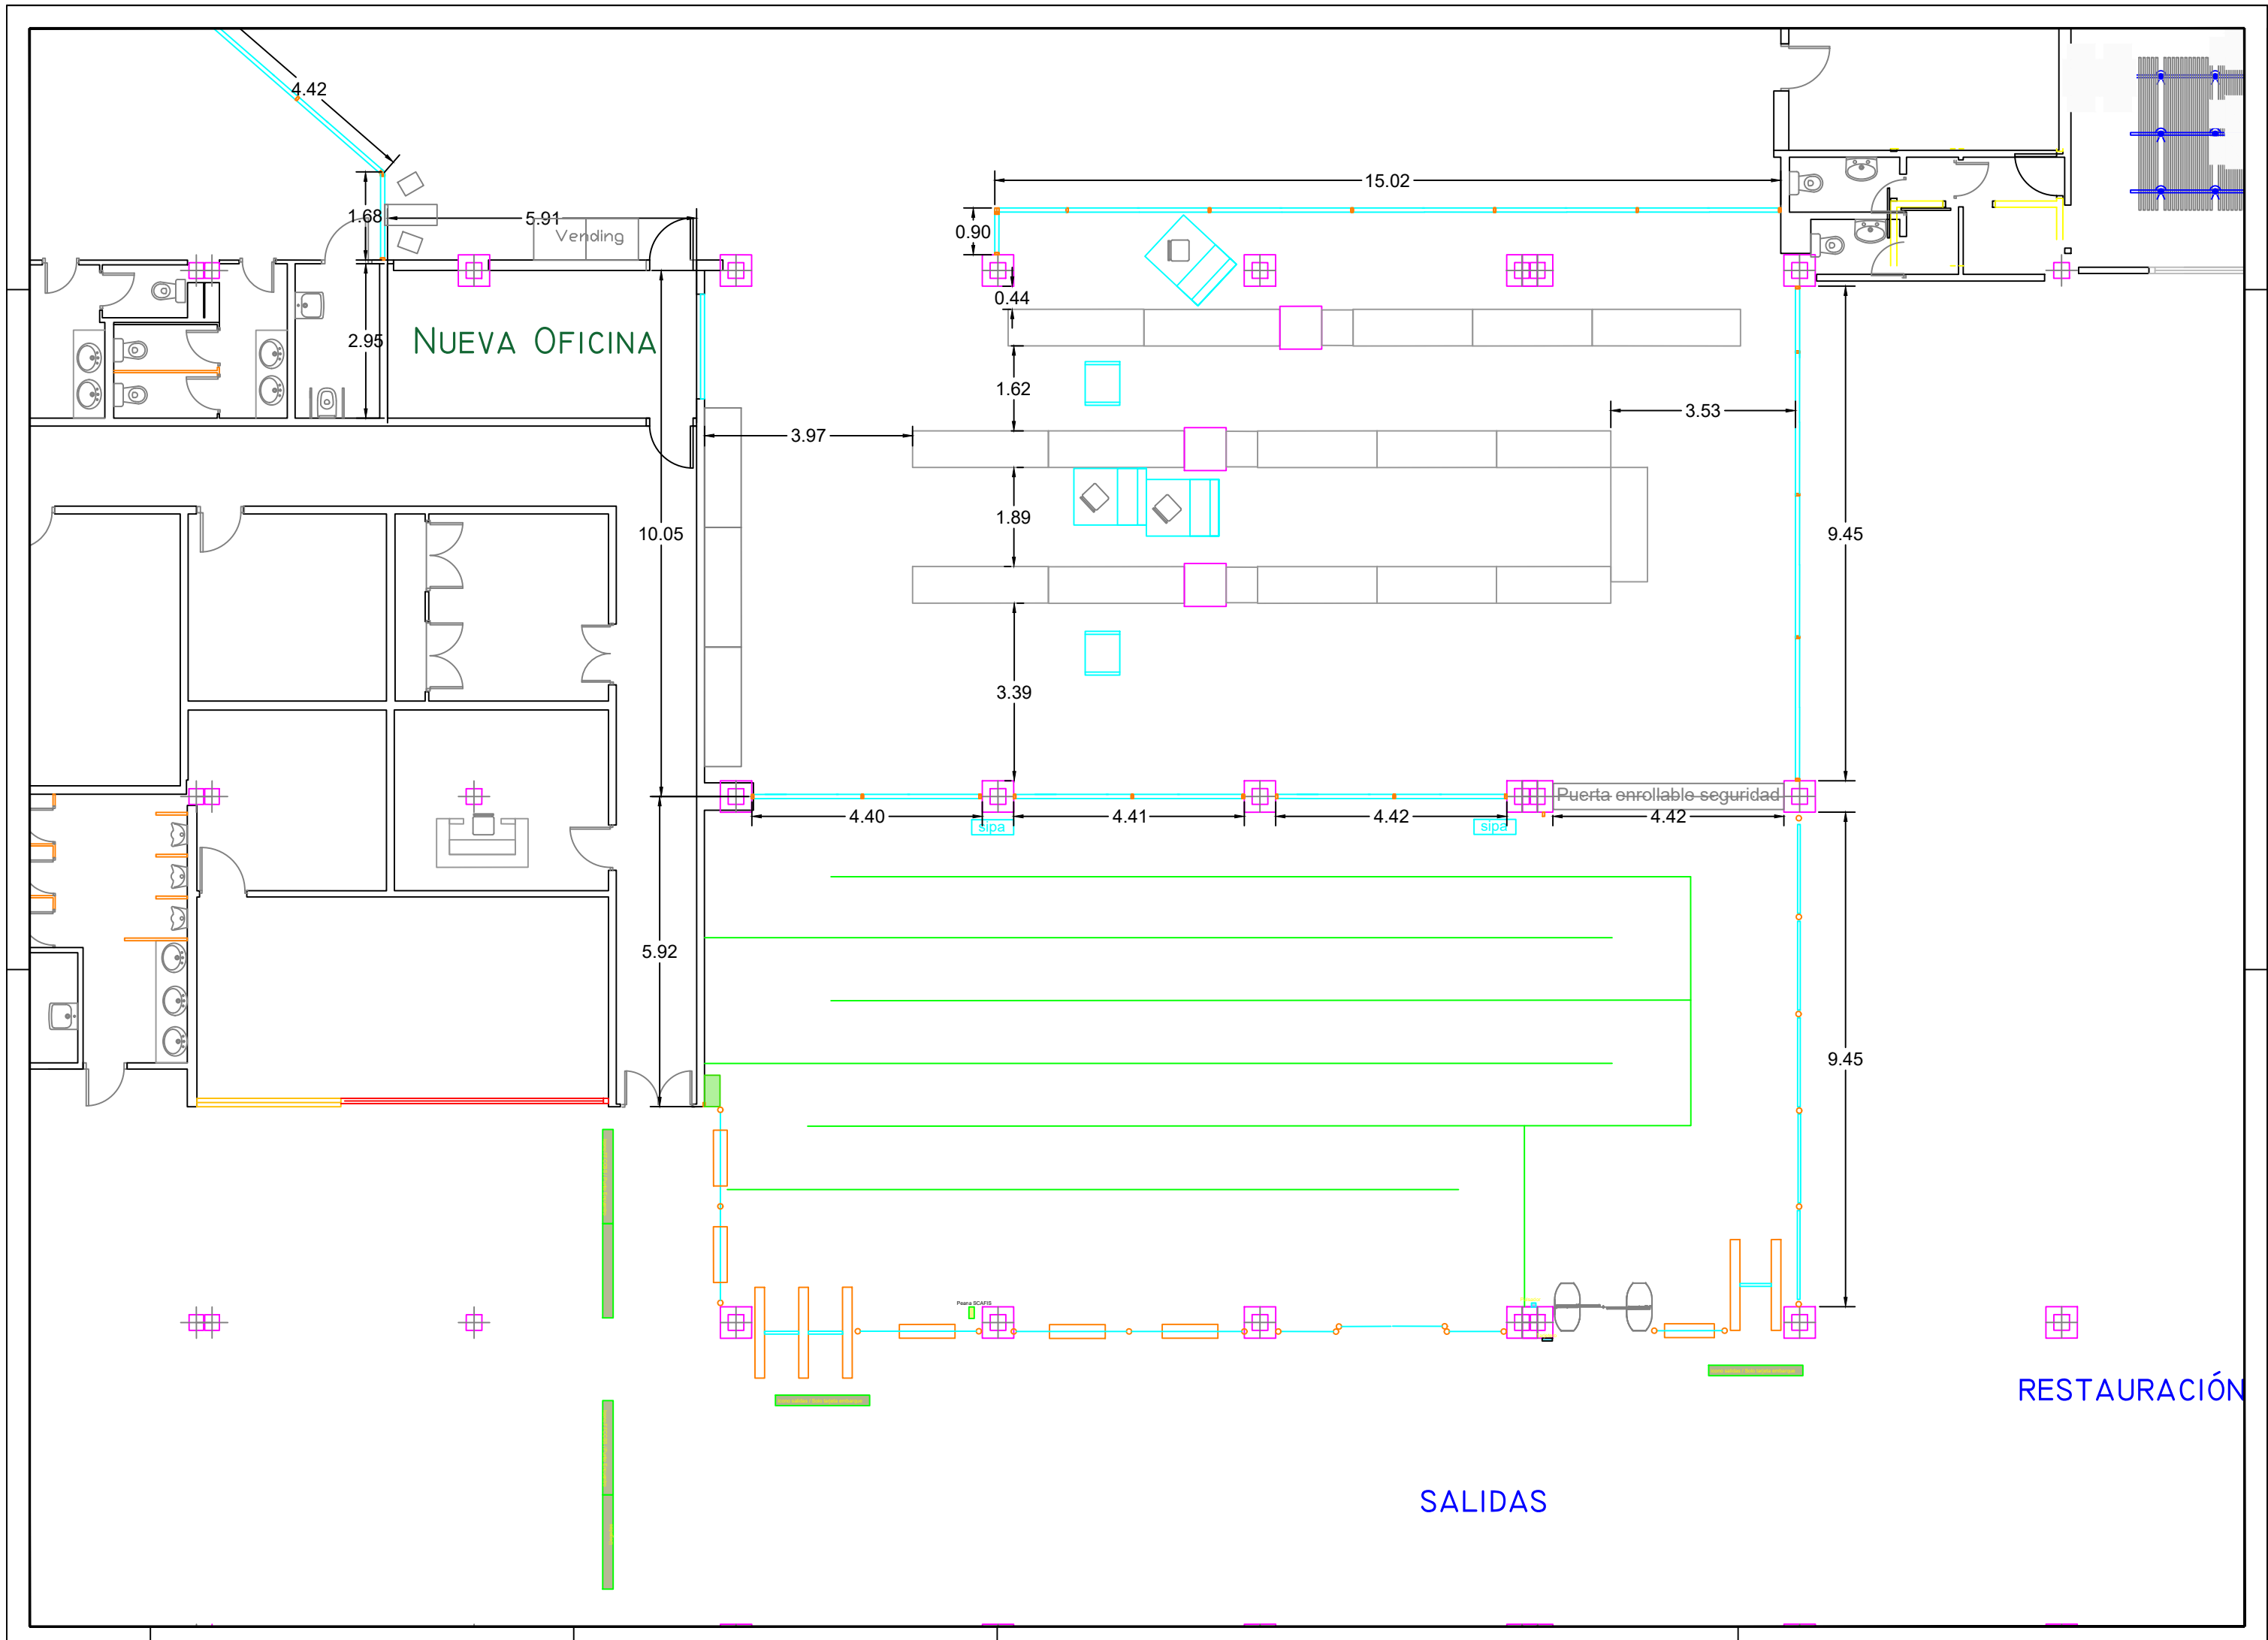 4.42
15.02
1.68
5.91
Vending
0.90
0.44
NUEVA OFICINA
2.95
1.62
3.97
3.53
1.89
10.05
9.45
3.39
Puerta enrollable seguridad
4.40
4.41
4.42
4.42
sipa
sipa
5.92
9.45
Peana SCAFIS
RESTAURACIÓN
SALIDAS